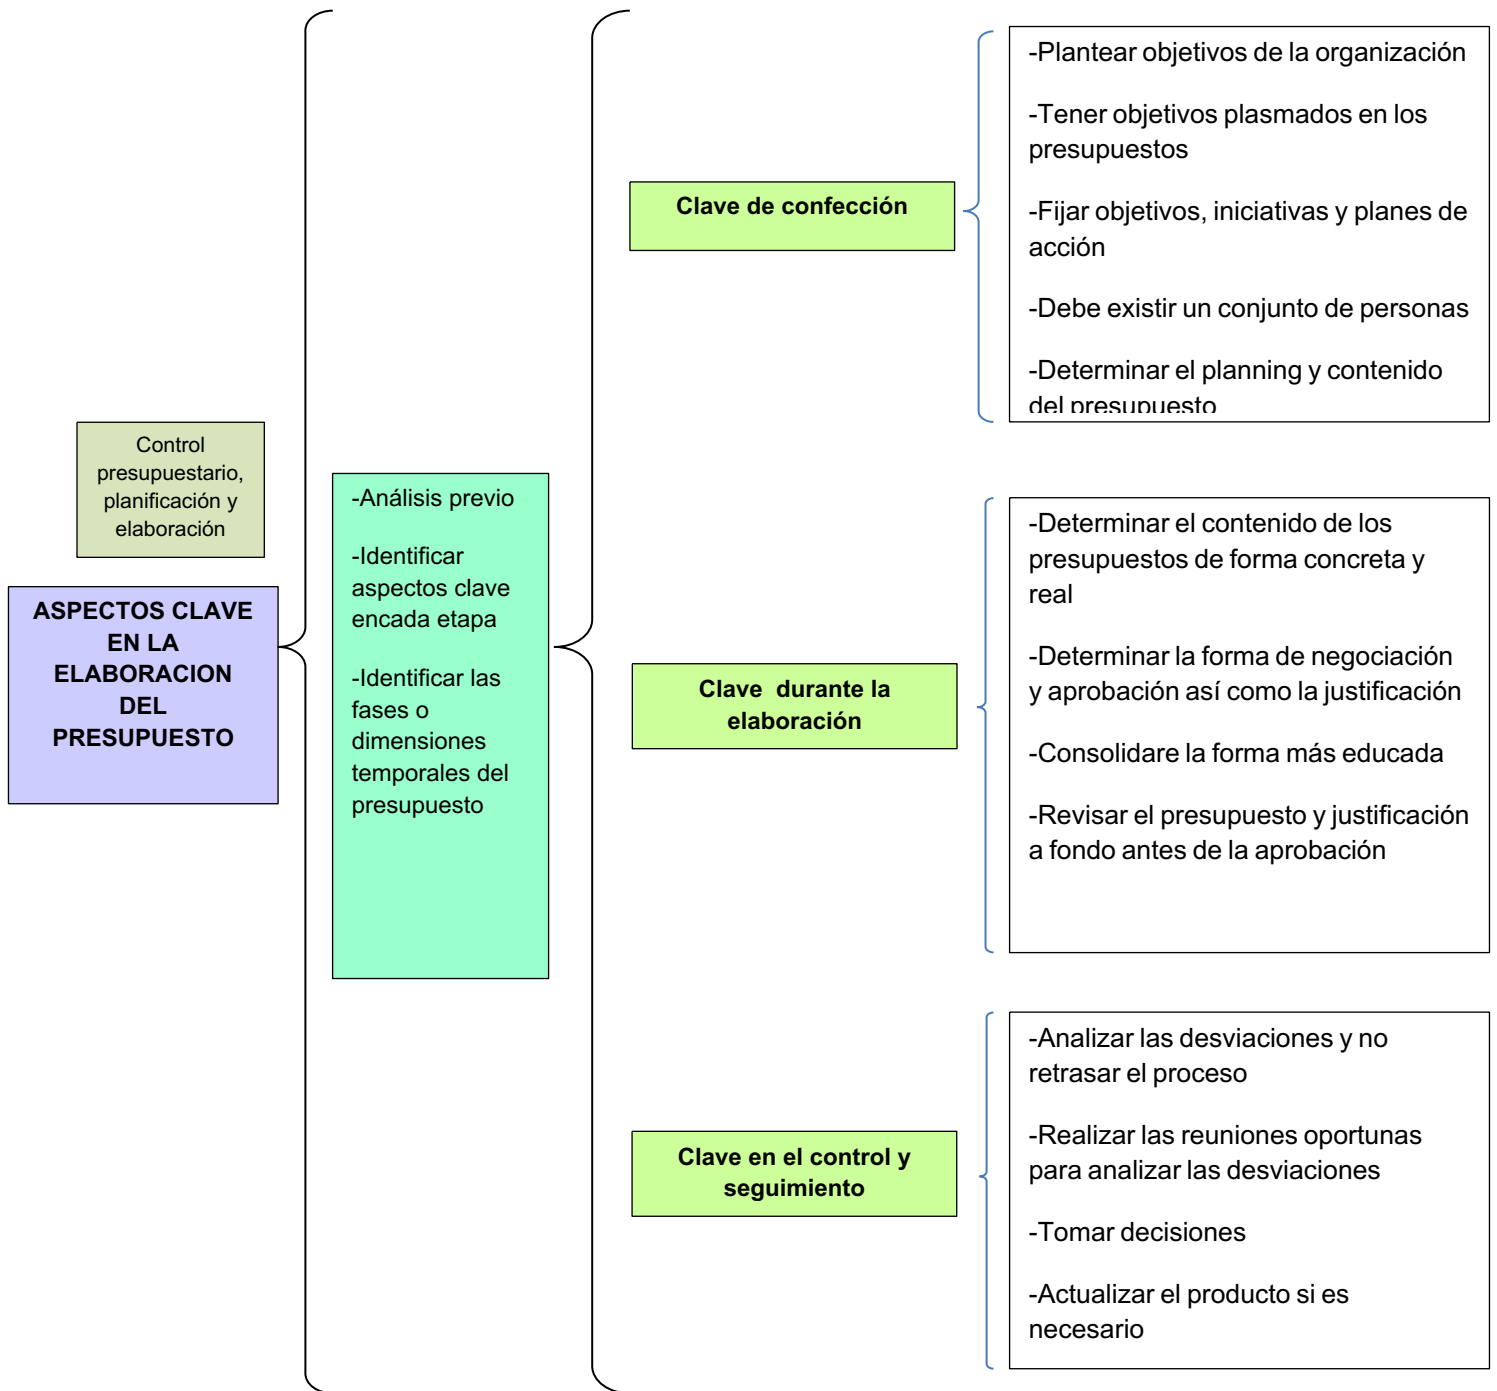 Control
presupuestario,
planificación y
elaboración
ASPECTOS CLAVE
EN LA
ELABORACION
DEL
PRESUPUESTO
-Análisis previo
-Identificar
aspectos clave
encada etapa
-Identificar las
fases o
dimensiones
temporales del
presupuesto
Clave de confección
-Plantear objetivos de la organización
-Tener objetivos plasmados en los
presupuestos
-Fijar objetivos, iniciativas y planes de
acción
-Debe existir un conjunto de personas
-Determinar el planning y contenido
del presupuesto
Clave durante la
elaboración
-Determinar el contenido de los
presupuestos de forma concreta y
real
-Determinar la forma de negociación
y aprobación así como la justificación
-Consolidare la forma más educada
-Revisar el presupuesto y justificación
a fondo antes de la aprobación
Clave en el control y
seguimiento
-Analizar las desviaciones y no
retrasar el proceso
-Realizar las reuniones oportunas
para analizar las desviaciones
-Tomar decisiones
-Actualizar el producto si es
necesario